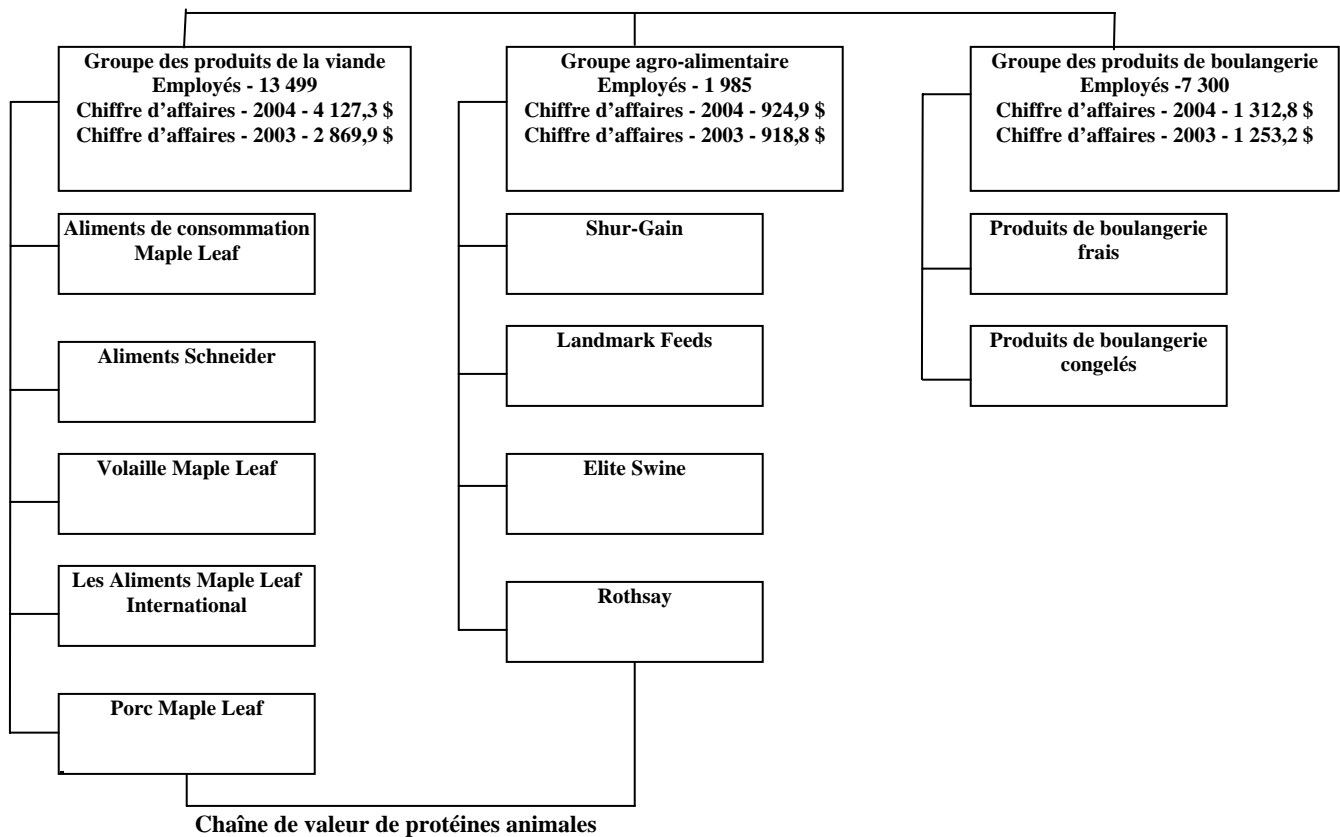 Groupe des produits de la viande
Employés - 13 499
Chiffre d'affaires - 2004 - 4 127,3 $
Chiffre d'affaires - 2003 - 2 869,9 $
Aliments de consommation
Maple Leaf
Aliments Schneider
Volaille Maple Leaf
Les Aliments Maple Leaf
International
Porc Maple Leaf
Groupe agro-alimentaire
Employés - 1 985
Chiffre d'affaires - 2004 - 924,9 $
Chiffre d'affaires - 2003 - 918,8 $
Shur-Gain
Landmark Feeds
Elite Swine
Rothsay
Groupe des produits de boulangerie
Employés -7 300
Chiffre d'affaires - 2004 - 1 312,8 $
Chiffre d'affaires - 2003 - 1 253,2 $
Produits de boulangerie
frais
Produits de boulangerie
congelés
Chaîne de valeur de protéines animales